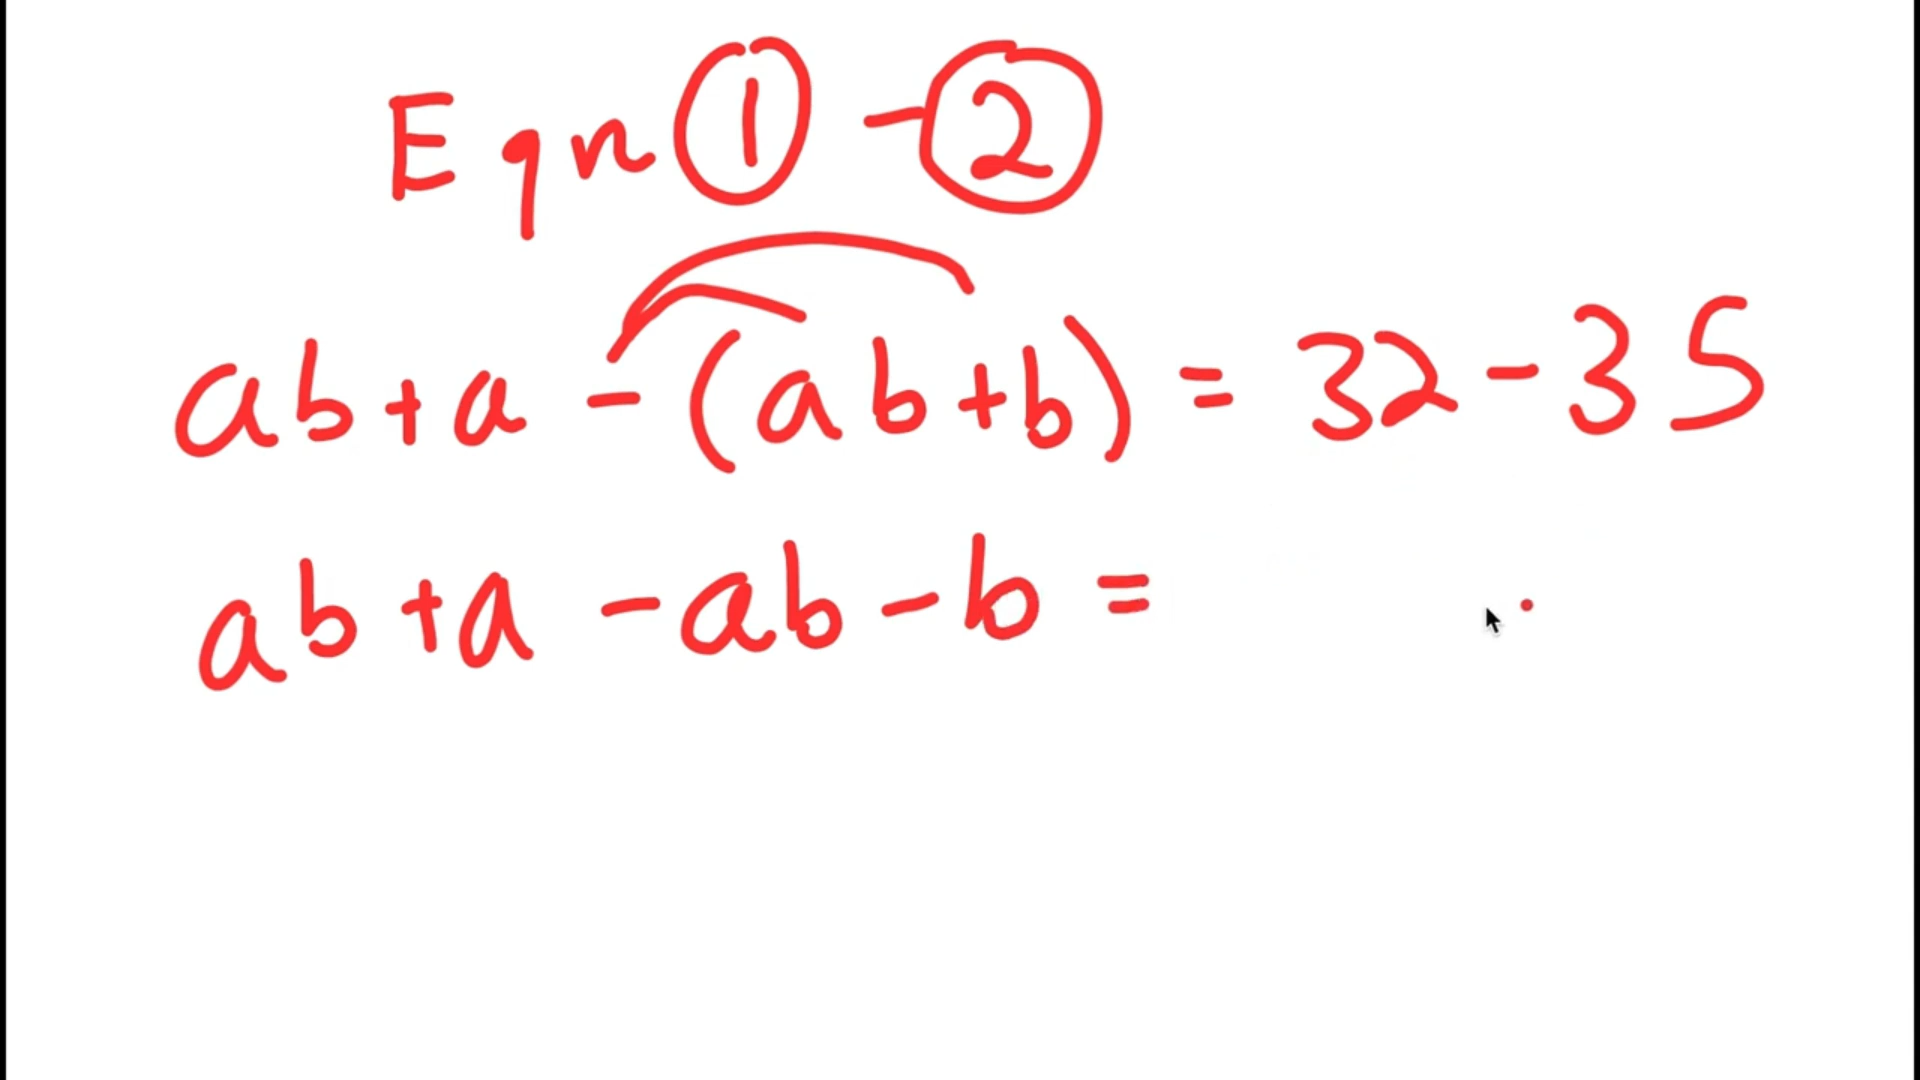 Eqn ① - ②
ab+a - (ab+b) = 32 - 35
ab+a - ab - b =